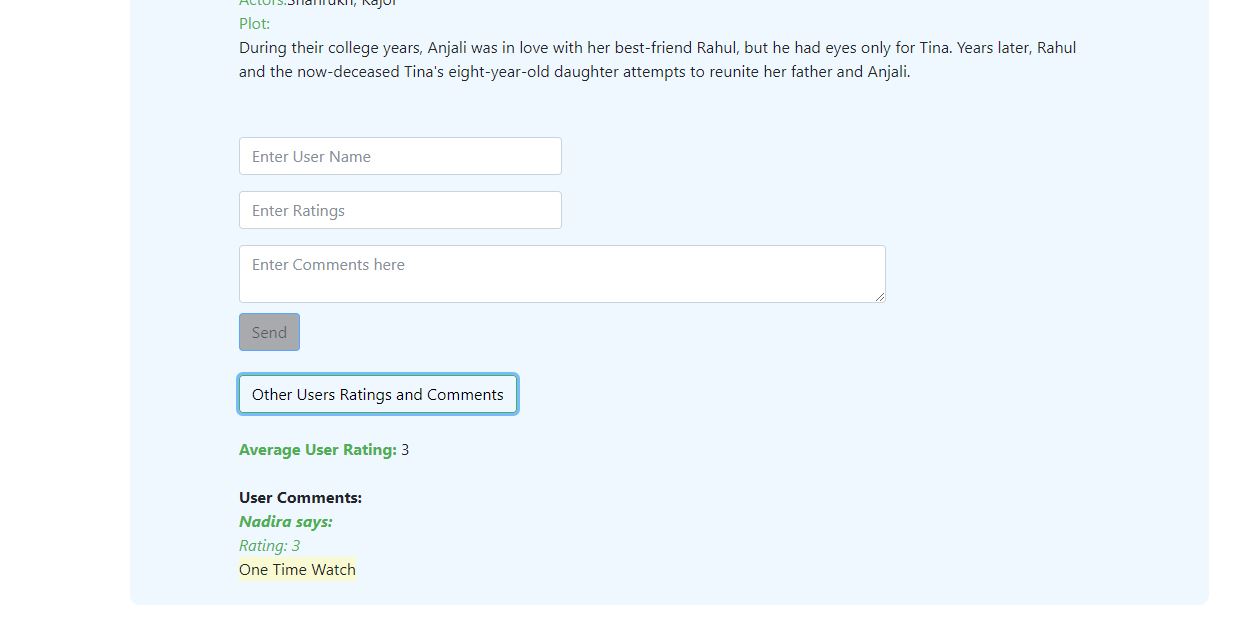 Actors:Shahrukh, Kajol
Plot:
During their college years, Anjali was in love with her best-friend Rahul, but he had eyes only for Tina. Years later, Rahul
and the now-deceased Tina's eight-year-old daughter attempts to reunite her father and Anjali.
Enter User Name
Enter Ratings
Enter Comments here
Send
Other Users Ratings and Comments
Average User Rating: 3
User Comments:
Nadira says:
Rating: 3
One Time Watch